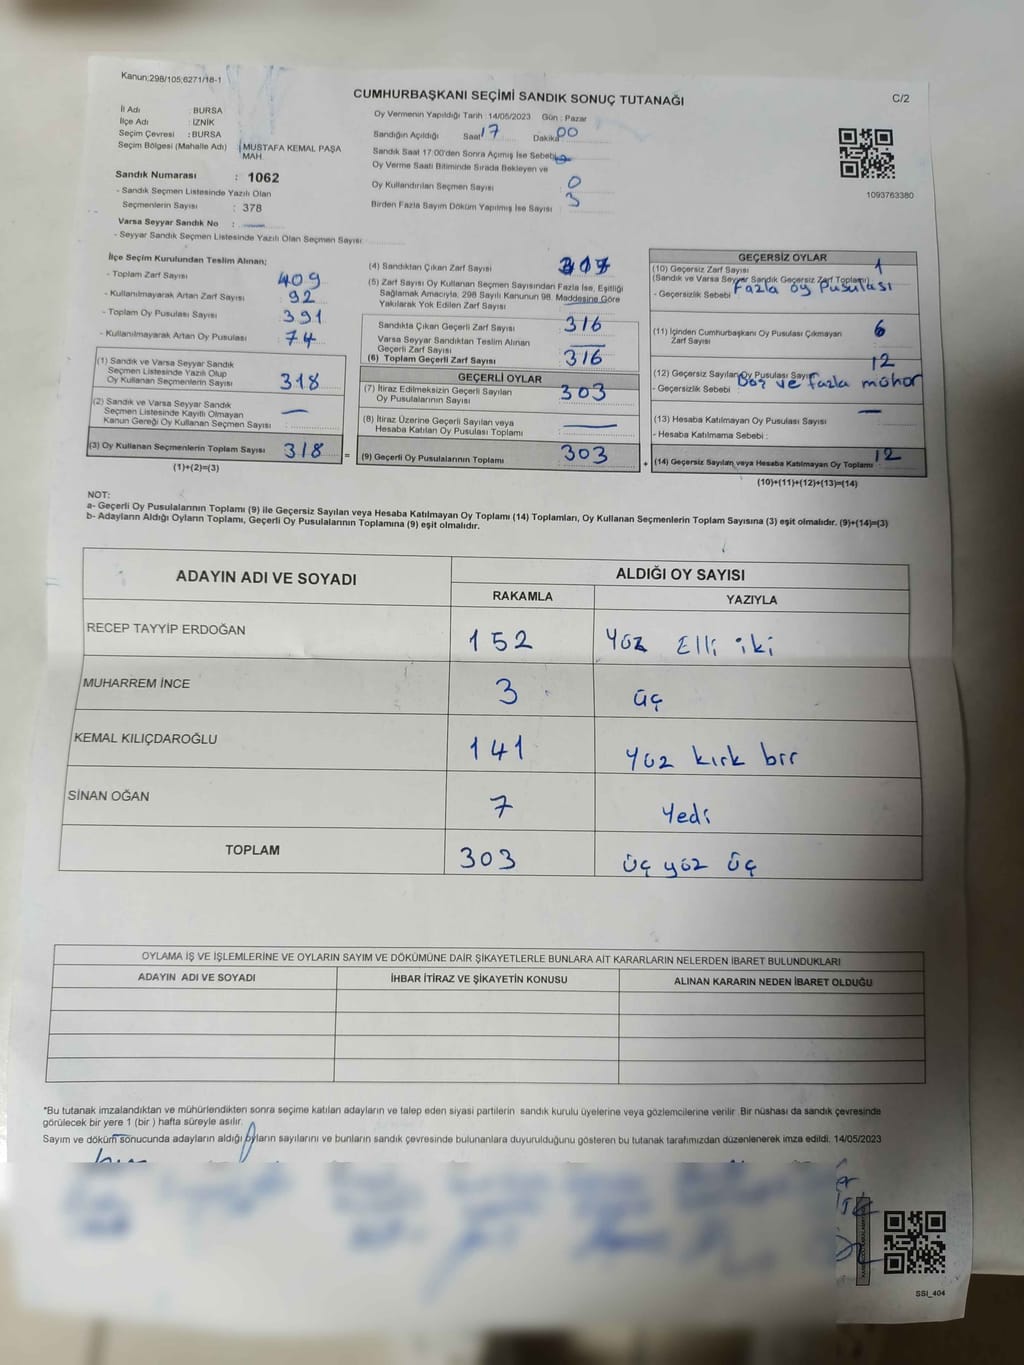 Kanun:298/105;6271/18-1
CUMHURBAŞKANI SEÇİMİ SANDIK SONUÇ TUTANAĞI
C/2
İl Adı : BURSA
İlçe Adı : İZNİK
Seçim Çevresi : BURSA
Seçim Bölgesi (Mahalle Adı) : MUSTAFA KEMAL PAŞA MAH.
Sandık Numarası : 1062
- Sandık Seçmen Listesinde Yazılı Olan
Seçmenlerin Sayısı : 378
Varsa Seyyar Sandık No : —
- Seyyar Sandık Seçmen Listesinde Yazılı Olan Seçmen Sayısı:
Oy Vermenin Yapıldığı Tarih :14/05/2023 Gün : Pazar
Sandığın Açıldığı Saat 17 Dakika 00
Sandık Saat 17:00'den Sonra Açımış İse Sebebi
Oy Verme Saati Bitiminde Sırada Bekleyen ve
Oy Kullandırılan Seçmen Sayısı : 0
Birden Fazla Sayım Döküm Yapılmış İse Sayısı : 3
1093763380
İlçe Seçim Kurulundan Teslim Alınan;
- Toplam Zarf Sayısı 409
- Kullanılmayarak Artan Zarf Sayısı : 92
- Toplam Oy Pusulası Sayısı : 391
- Kullanılmayarak Artan Oy Pusulası : 74
(1) Sandık ve Varsa Seyyar Sandık
Seçmen Listesinde Yazılı Olup
Oy Kullanan Seçmenlerin Sayısı : 318
(2) Sandık ve Varsa Seyyar Sandık
Seçmen Listesinde Kayıtlı Olmayan
Kanun Gereği Oy Kullanan Seçmen Sayısı : —
(3) Oy Kullanan Seçmenlerin Toplam Sayısı : 318 =
(1)+(2)=(3)
(4) Sandıktan Çıkan Zarf Sayısı :
(5) Zarf Sayısı Oy Kullanan Seçmen Sayısından Fazla İse, Eşitliği
Sağlamak Amacıyla, 298 Sayılı Kanunun 98. Maddesine Göre
Yakılarak Yok Edilen Zarf Sayısı :
Sandıkta Çıkan Geçerli Zarf Sayısı : 316
Varsa Seyyar Sandıktan Teslim Alınan
Geçerli Zarf Sayısı : —
(6) Toplam Geçerli Zarf Sayısı : 316
GEÇERLİ OYLAR
(7) İtiraz Edilmeksizin Geçerli Sayılan
Oy Pusulalarının Sayısı : 303
(8) İtiraz Üzerine Geçerli Sayılan veya
Hesaba Katılan Oy Pusulası Toplamı : —
(9) Geçerli Oy Pusulalarının Toplamı : 303 +
GEÇERSİZ OYLAR
(10) Geçersiz Zarf Sayısı 1
(Sandık ve Varsa Seyyar Sandık Geçersiz Zarf Toplamı)
- Geçersizlik Sebebi : Fazla oy Pusulası
(11) İçinden Cumhurbaşkanı Oy Pusulası Çıkmayan
Zarf Sayısı 6
(12) Geçersiz Sayılan Oy Pusulası Sayısı 12
- Geçersizlik Sebebi Boş ve fazla mühür
(13) Hesaba Katılmayan Oy Pusulası Sayısı —
- Hesaba Katılmama Sebebi :
(14) Geçersiz Sayılan veya Hesaba Katılmayan Oy Toplamı : 12
(10)+(11)+(12)+(13)=(14)
NOT:
a- Geçerli Oy Pusulalarının Toplamı (9) ile Geçersiz Sayılan veya Hesaba Katılmayan Oy Toplamı (14) Toplamları, Oy Kullanan Seçmenlerin Toplam Sayısına (3) eşit olmalıdır. (9)+(14)=(3)
b- Adayların Aldığı Oyların Toplamı, Geçerli Oy Pusulalarının Toplamına (9) eşit olmalıdır.
ADAYIN ADI VE SOYADI
ALDIĞI OY SAYISI
RAKAMLA
YAZIYLA
RECEP TAYYİP ERDOĞAN 152 Yüz Elli iki
MUHARREM İNCE 3 üç
KEMAL KILIÇDAROĞLU 141 yüz kırk bir
SİNAN OĞAN 7 Yedi
TOPLAM 303 üç yüz üç
OYLAMA İŞ VE İŞLEMLERİNE VE OYLARIN SAYIM VE DÖKÜMÜNE DAİR ŞİKAYETLERLE BUNLARA AİT KARARLARIN NELERDEN İBARET BULUNDUKLARI
ADAYIN ADI VE SOYADI
İHBAR İTİRAZ VE ŞİKAYETİN KONUSU
ALINAN KARARIN NEDEN İBARET OLDUĞU
*Bu tutanak imzalandıktan ve mühürlendikten sonra seçime katılan adayların ve talep eden siyasi partilerin sandık kurulu üyelerine veya gözlemcilerine verilir .Bir nüshası da sandık çevresinde
görülecek bir yere 1 (bir ) hafta süreyle asılır.
Sayım ve döküm sonucunda adayların aldığı oyların sayılarını ve bunların sandık çevresinde bulunanlara duyurulduğunu gösteren bu tutanak tarafımızdan düzenlenerek imza edildi. 14/05/2023
SSI_404